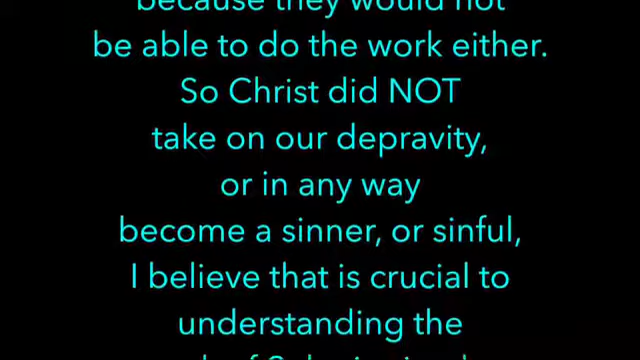 because they would not
be able to do the work either.
So Christ did NOT
take on our depravity,
or in any way
become a sinner, or sinful,
I believe that is crucial to
understanding the